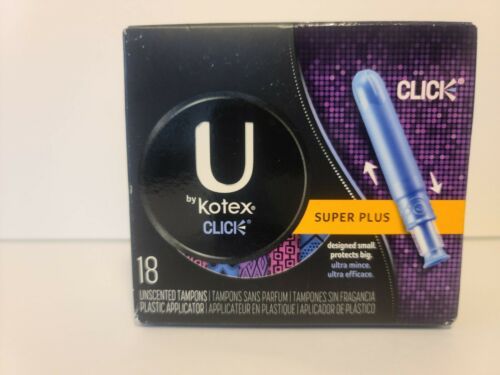 CLICK®
U
by Kotex®
CLICK®
SUPER PLUS
designed small.
protects big.
ultra mince.
ultra efficace.
18
UNSCENTED TAMPONS | TAMPONS SANS PARFUM | TAMPONES SIN FRAGANCIA
PLASTIC APPLICATOR | APPLICATEUR EN PLASTIQUE | APLICADOR DE PLÁSTICO